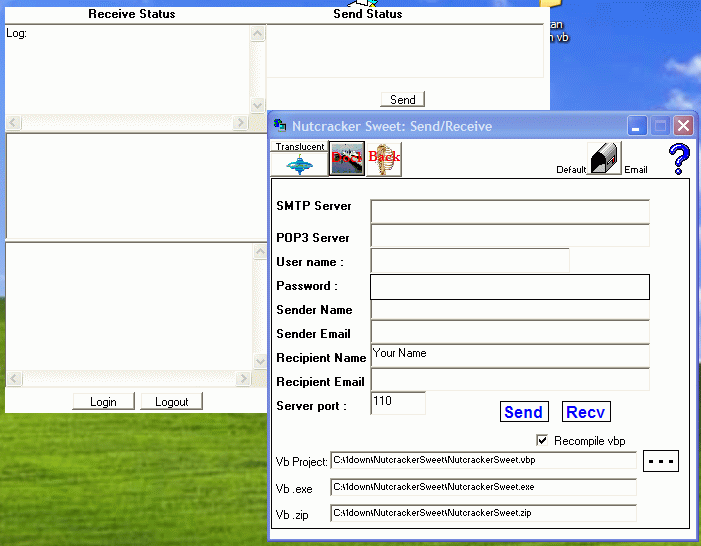 Receive Status
Send Status
Log:
an
n vb
Send
Nutcracker Sweet: Send/Receive
Translucent
Back
Default
Email
SMTP Server
POP3 Server
User name :
Password :
Sender Name
Sender Email
Recipient Name
Your Name
Recipient Email
Server port :
110
Send
Recv
Login
Logout
Recompile vbp
Vb Project:
C:\1down\NutcrackerSweet\NutcrackerSweet.vbp
Vb .exe
C:\1down\NutcrackerSweet\NutcrackerSweet.exe
Vb .zip
C:\1down\NutcrackerSweet\NutcrackerSweet.zip